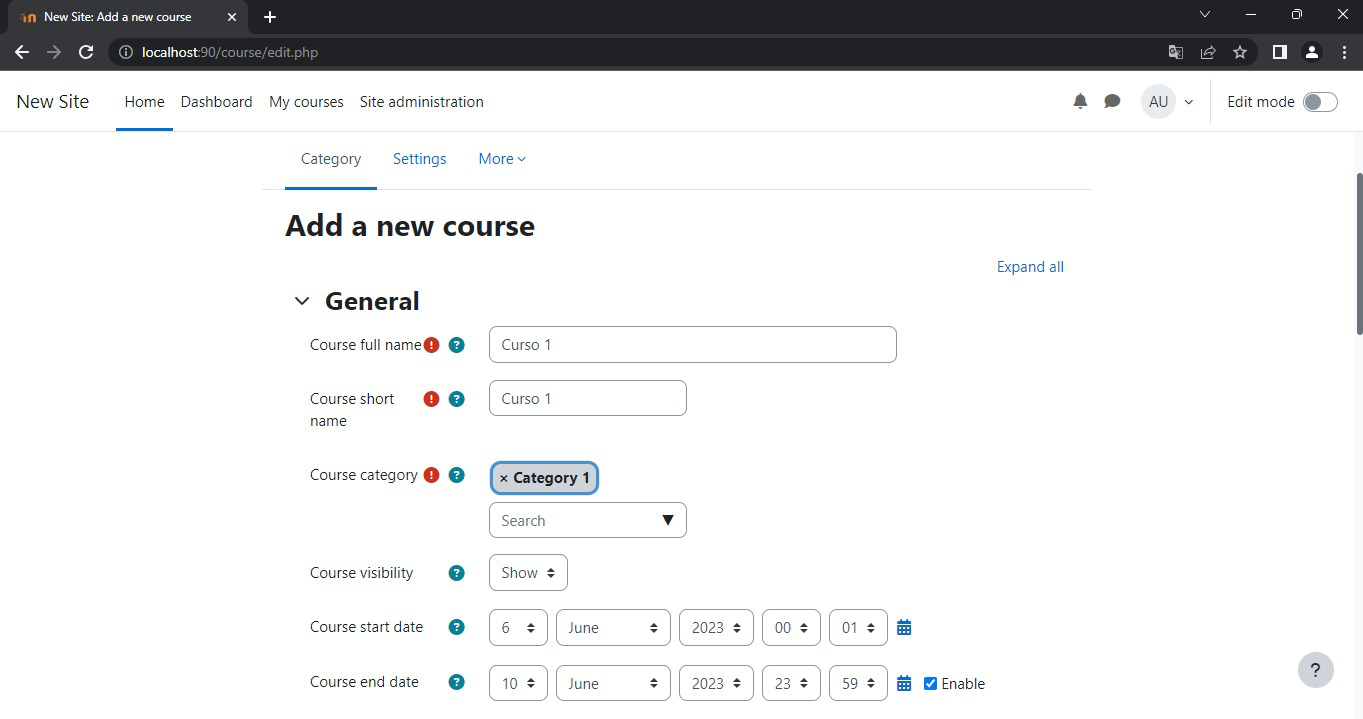 New Site: Add a new course
localhost:90/course/edit.php
New Site Home Dashboard My courses Site administration AU Edit mode
Category Settings More
Add a new course
Expand all
General
Course full name ! ? Curso 1
Course short name ! ? Curso 1
Course category ! ? × Category 1
Search
Course visibility ? Show
Course start date ? 6 June 2023 00 01
Course end date ? 10 June 2023 23 59 Enable
?